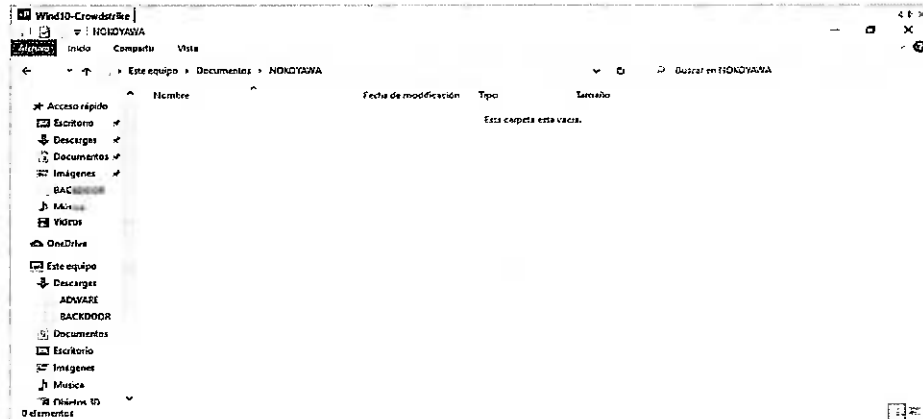 Wind10-Crowdstrike
NOKOYAWA
Archivo Inicio Compartir Vista
Este equipo > Documentos > NOKOYAWA
Buscar en NOKOYAWA
Nombre Fecha de modificación Tipo Tamaño
Esta carpeta está vacía.
Acceso rápido
Escritorio
Descargas
Documentos
Imágenes
Vídeos
OneDrive
Este equipo
Descargas
ADWARE
BACKDOOR
Documentos
Escritorio
Imágenes
Música
Objetos 3D
0 elementos